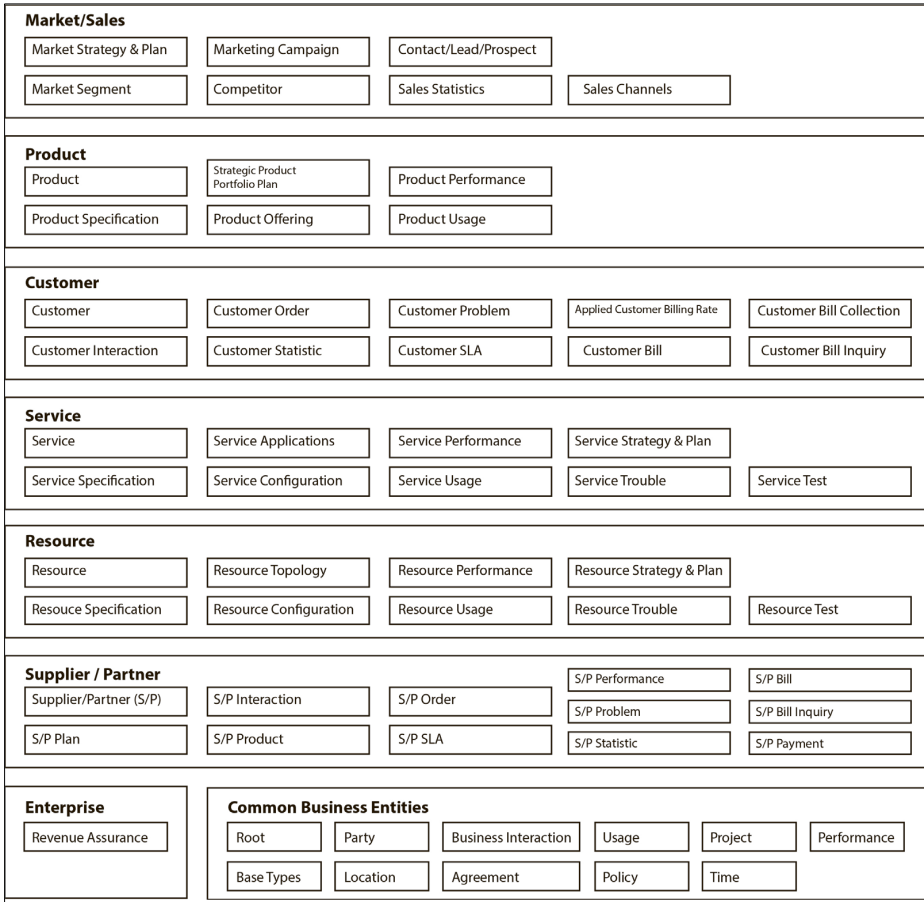 Market/Sales
Market Strategy & Plan
Marketing Campaign
Contact/Lead/Prospect
Market Segment
Competitor
Sales Statistics
Sales Channels
Product
Product
Strategic Product
Portfolio Plan
Product Performance
Product Specification
Product Offering
Product Usage
Customer
Customer
Customer Order
Customer Problem
Applied Customer Billing Rate
Customer Bill Collection
Customer Interaction
Customer Statistic
Customer SLA
Customer Bill
Customer Bill Inquiry
Service
Service
Service Applications
Service Performance
Service Strategy & Plan
Service Specification
Service Configuration
Service Usage
Service Trouble
Service Test
Resource
Resource
Resource Topology
Resource Performance
Resource Strategy & Plan
Resouce Specification
Resource Configuration
Resource Usage
Resource Trouble
Resource Test
Supplier / Partner
Supplier/Partner (S/P)
S/P Interaction
S/P Order
S/P Performance
S/P Bill
S/P Problem
S/P Bill Inquiry
S/P Plan
S/P Product
S/P SLA
S/P Statistic
S/P Payment
Enterprise
Revenue Assurance
Common Business Entities
Root
Party
Business Interaction
Usage
Project
Performance
Base Types
Location
Agreement
Policy
Time